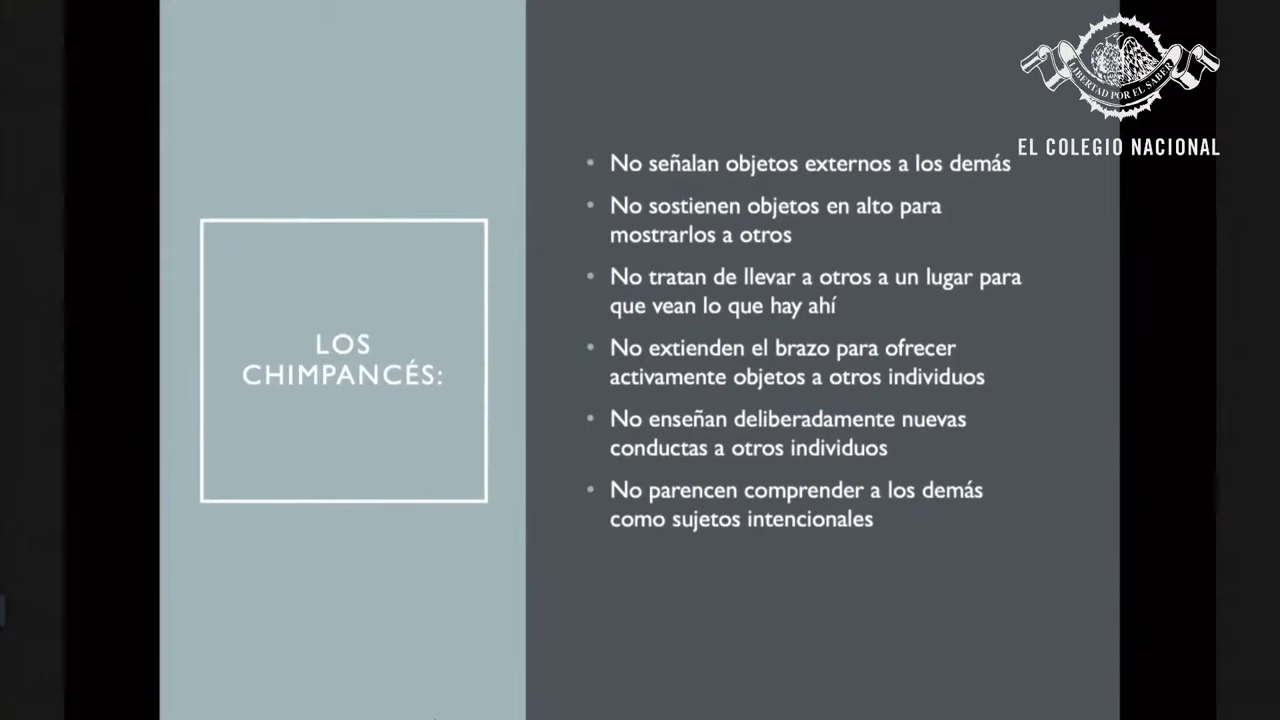 LIBERTAD POR EL SABER
EL COLEGIO NACIONAL
LOS
CHIMPANCÉS:
• No señalan objetos externos a los demás
• No sostienen objetos en alto para
mostrarlos a otros
• No tratan de llevar a otros a un lugar para
que vean lo que hay ahí
• No extienden el brazo para ofrecer
activamente objetos a otros individuos
• No enseñan deliberadamente nuevas
conductas a otros individuos
• No parencen comprender a los demás
como sujetos intencionales